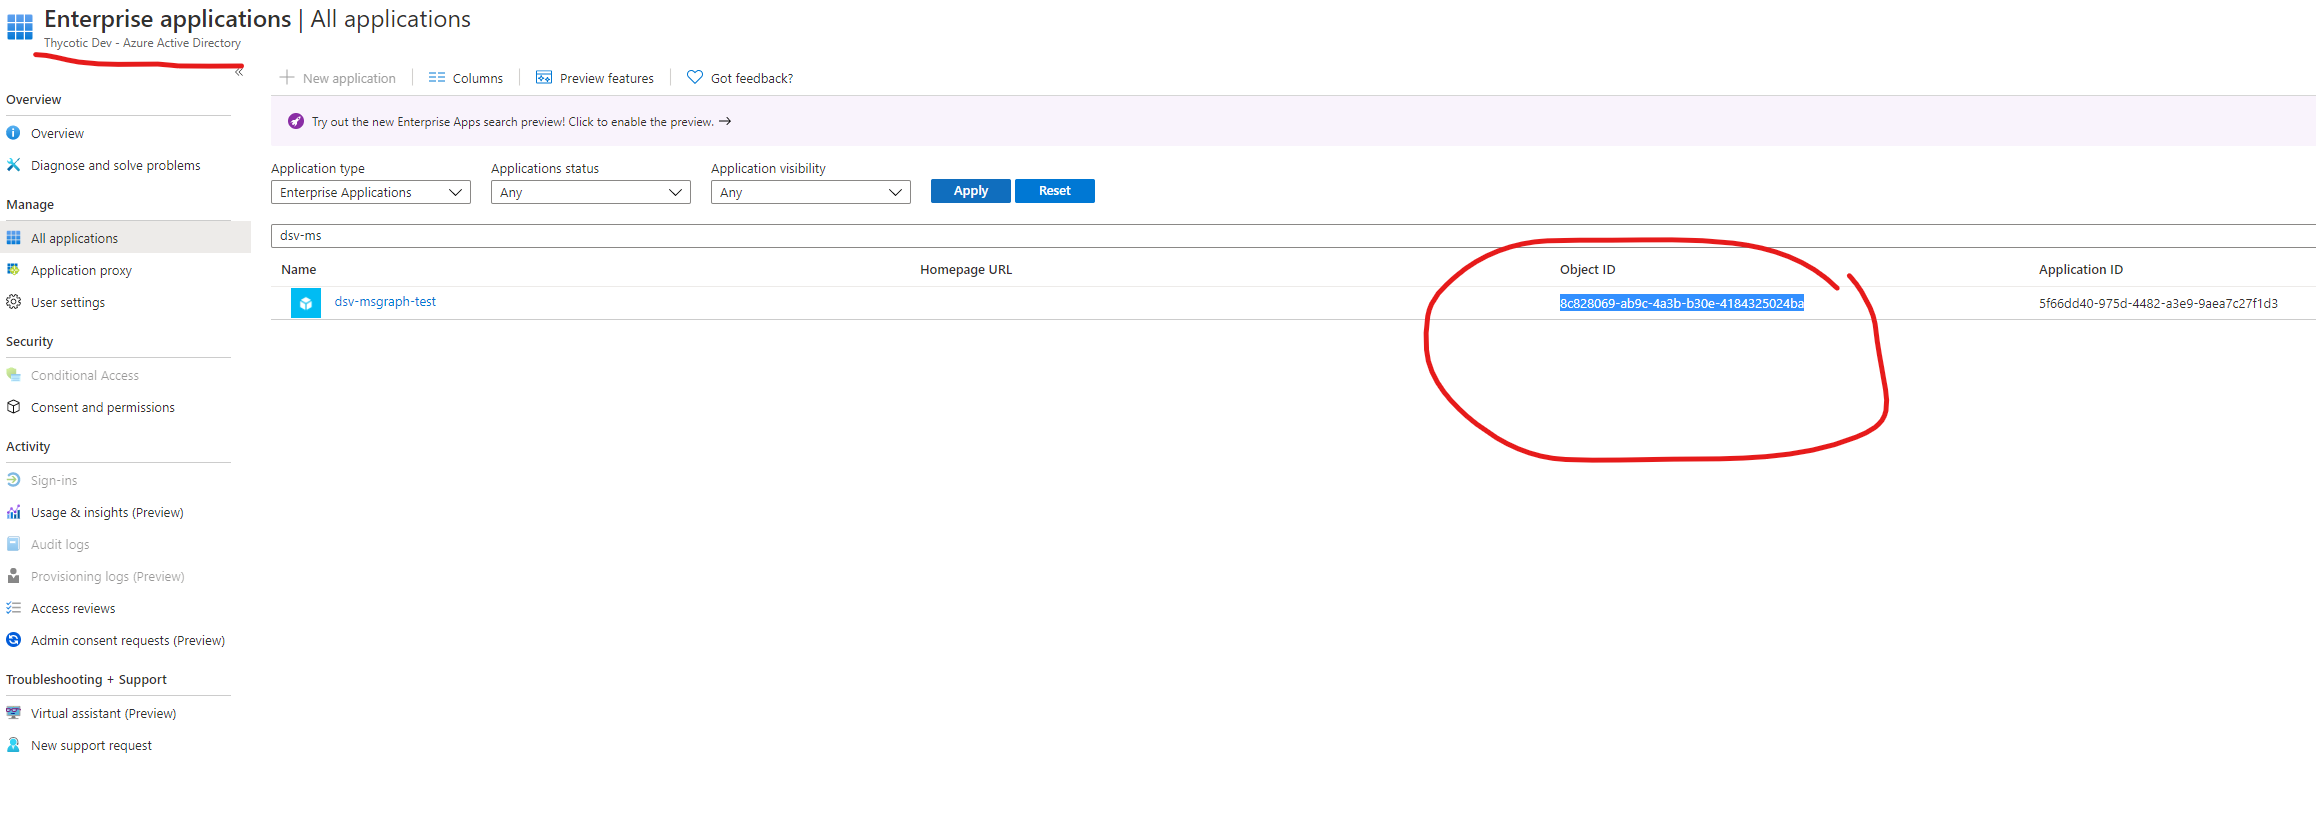 Enterprise applications | All applications
Thycotic Dev - Azure Active Directory
«
New application
Columns
Preview features
Got feedback?
Overview
Try out the new Enterprise Apps search preview! Click to enable the preview. →
Overview
Diagnose and solve problems
Application type
Applications status
Application visibility
Enterprise Applications
Any
Any
Apply
Reset
Manage
All applications
dsv-ms
Application proxy
Name
Homepage URL
Object ID
Application ID
User settings
dsv-msgraph-test
8c828069-ab9c-4a3b-b30e-4184325024ba
5f66dd40-975d-4482-a3e9-9aea7c27f1d3
Security
Conditional Access
Consent and permissions
Activity
Sign-ins
Usage & insights (Preview)
Audit logs
Provisioning logs (Preview)
Access reviews
Admin consent requests (Preview)
Troubleshooting + Support
Virtual assistant (Preview)
New support request